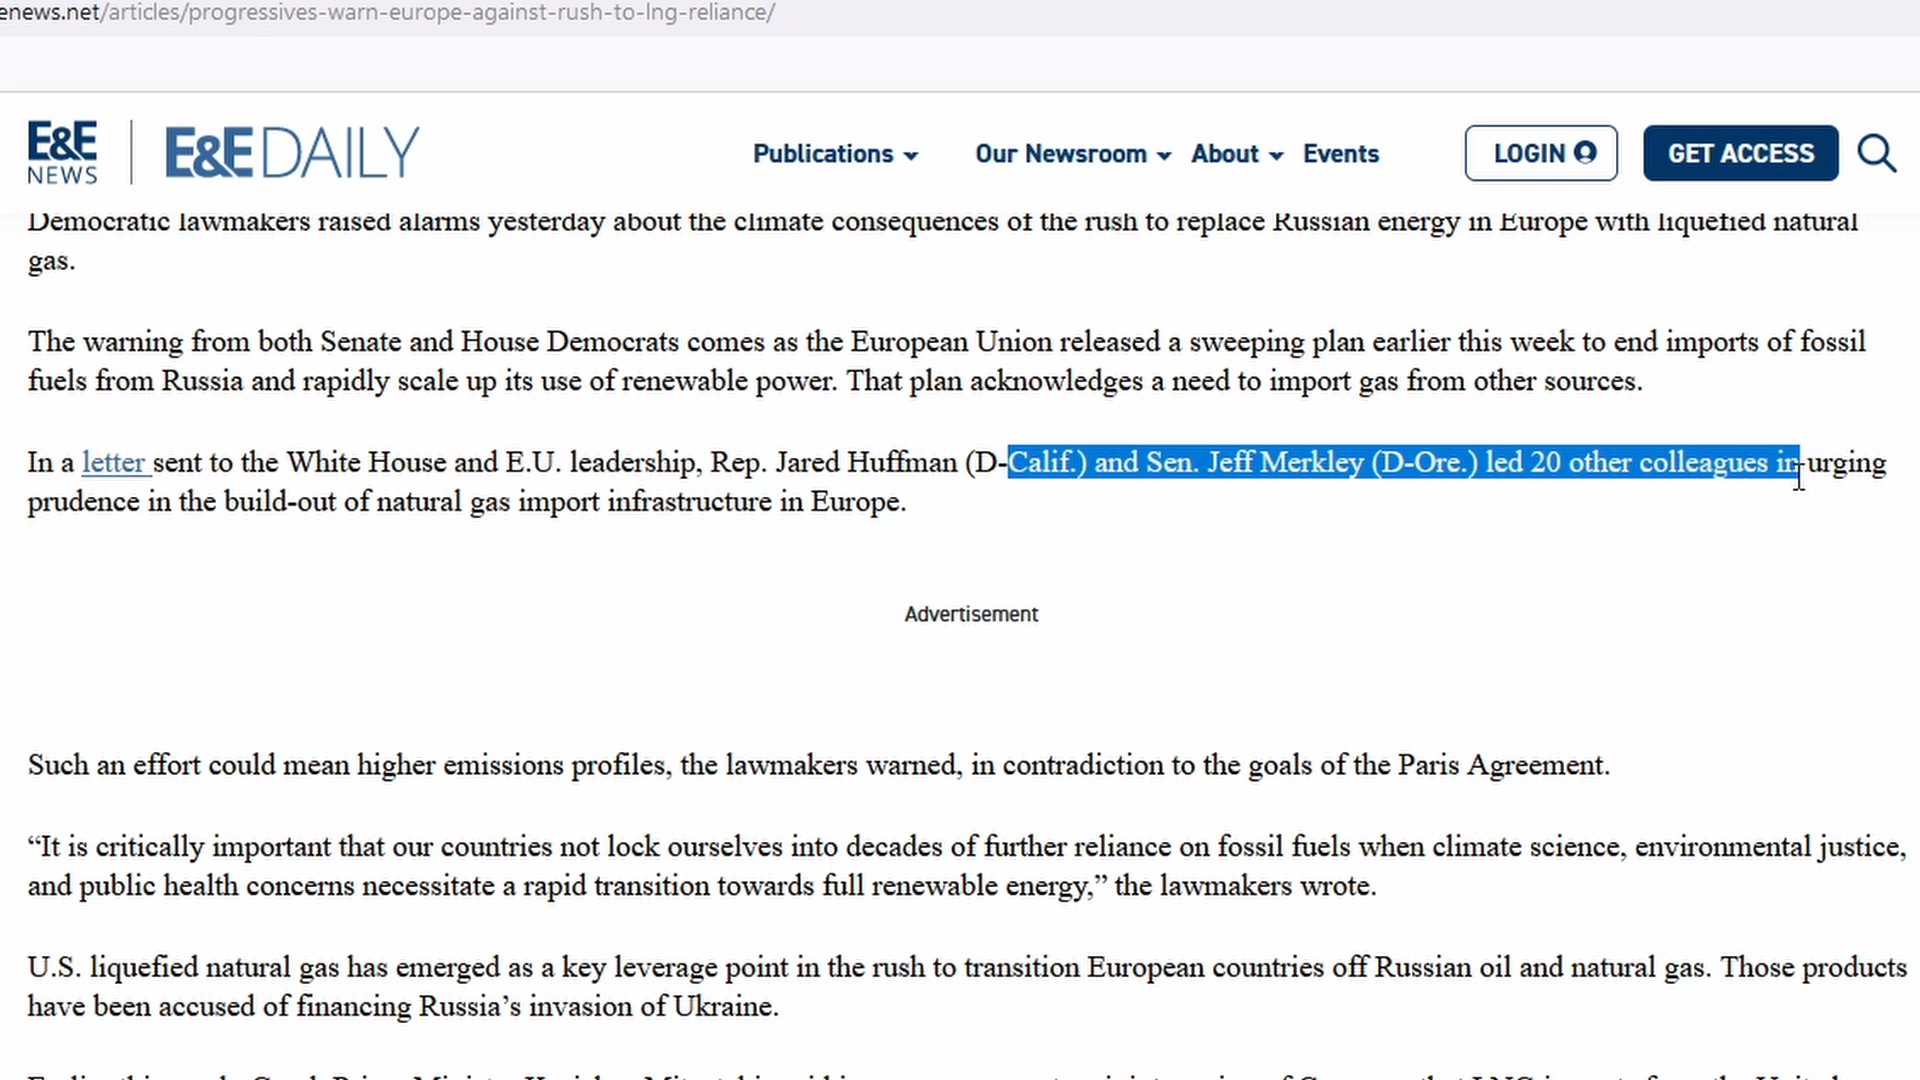 enews.net/articles/progressives-warn-europe-against-rush-to-lng-reliance/
E&E NEWS E&E DAILY Publications Our Newsroom About Events LOGIN GET ACCESS
Democratic lawmakers raised alarms yesterday about the climate consequences of the rush to replace Russian energy in Europe with liquefied natural
gas.
The warning from both Senate and House Democrats comes as the European Union released a sweeping plan earlier this week to end imports of fossil
fuels from Russia and rapidly scale up its use of renewable power. That plan acknowledges a need to import gas from other sources.
In a letter sent to the White House and E.U. leadership, Rep. Jared Huffman (D-Calif.) and Sen. Jeff Merkley (D-Ore.) led 20 other colleagues in urging
prudence in the build-out of natural gas import infrastructure in Europe.
Advertisement
Such an effort could mean higher emissions profiles, the lawmakers warned, in contradiction to the goals of the Paris Agreement.
“It is critically important that our countries not lock ourselves into decades of further reliance on fossil fuels when climate science, environmental justice,
and public health concerns necessitate a rapid transition towards full renewable energy,” the lawmakers wrote.
U.S. liquefied natural gas has emerged as a key leverage point in the rush to transition European countries off Russian oil and natural gas. Those products
have been accused of financing Russia’s invasion of Ukraine.